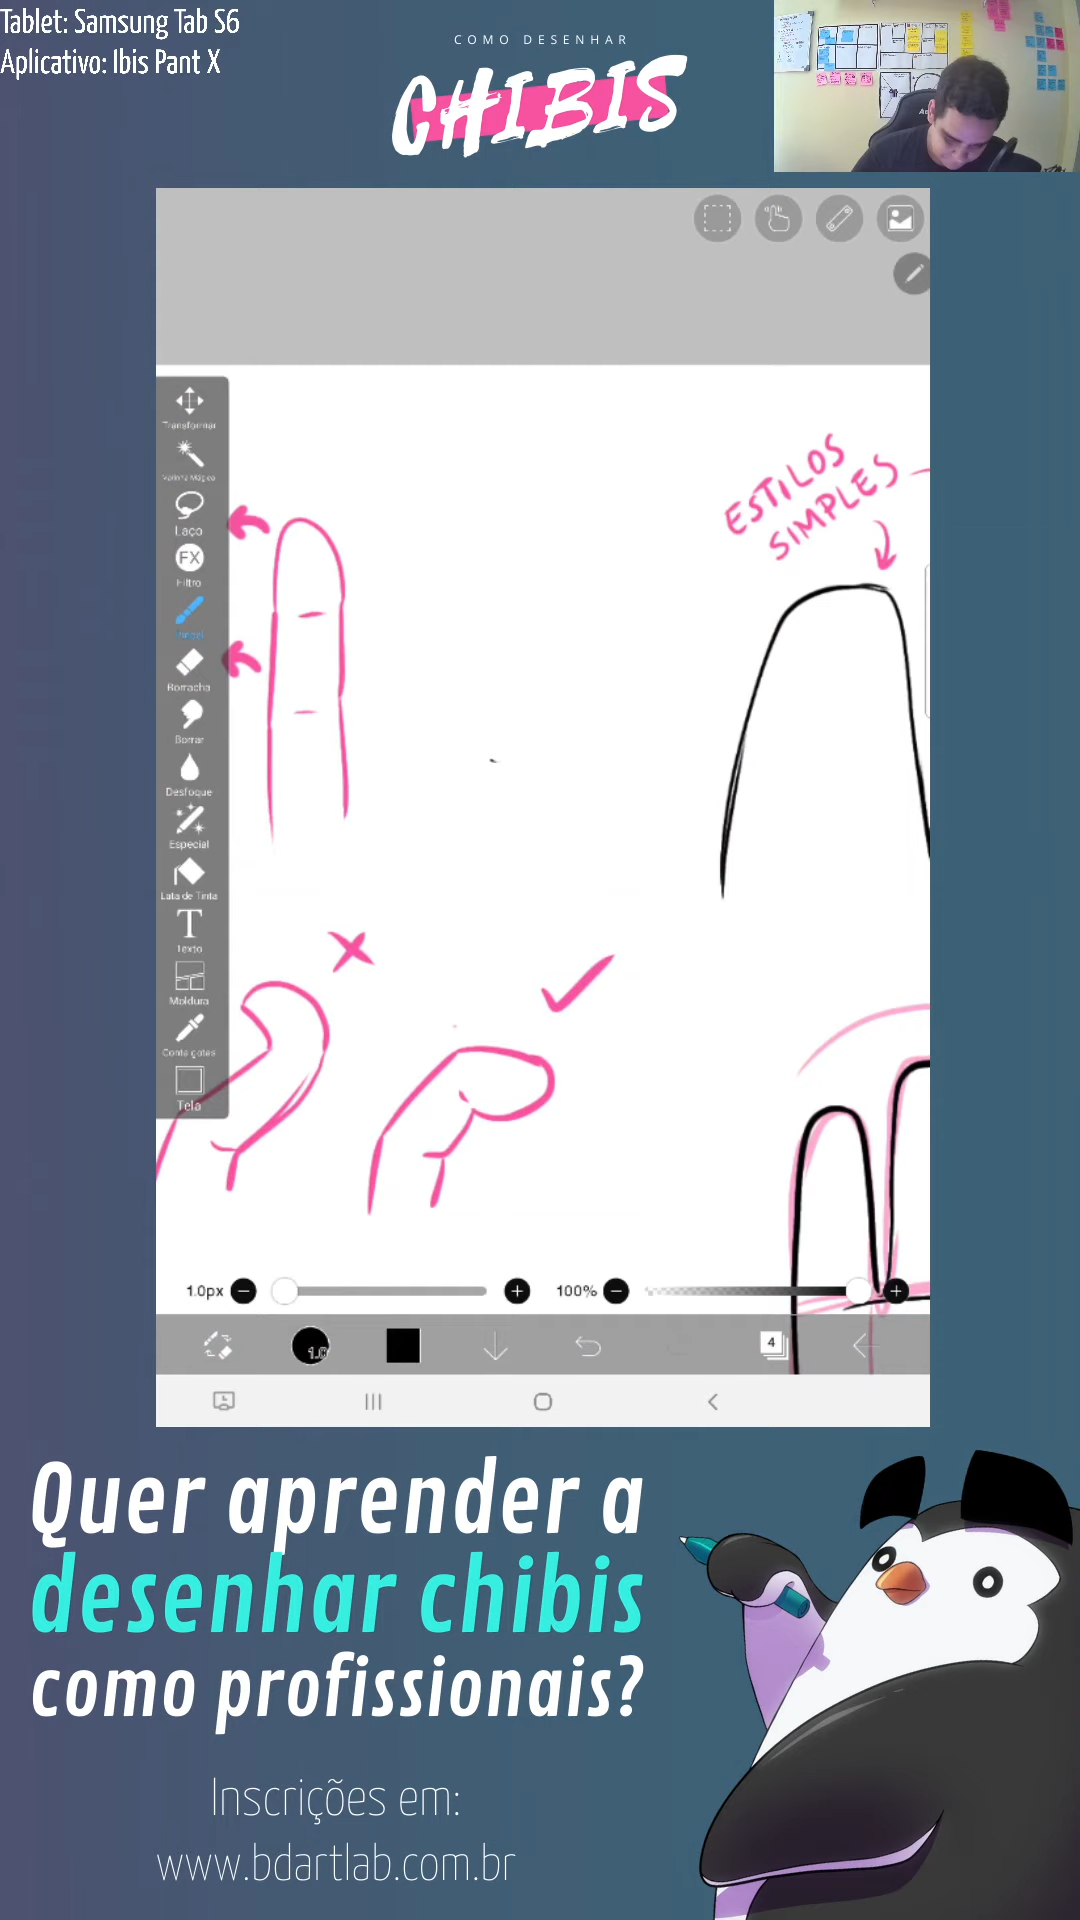 Tablet: Samsung Tab S6
Aplicativo: Ibis Pant X
COMO DESENHAR
CHIBIS
ESTILOS
SIMPLES
Transformar
Varinha Mágica
Laço
FX
Filtro
Pincel
Borracha
Borrar
Desfoque
Especial
Lata de Tinta
T
Texto
Moldura
Conta gotas
Tela
1.0px
100%
1.0
4
Quer aprender a
desenhar chibis
como profissionais?
Inscrições em:
www.bdartlab.com.br